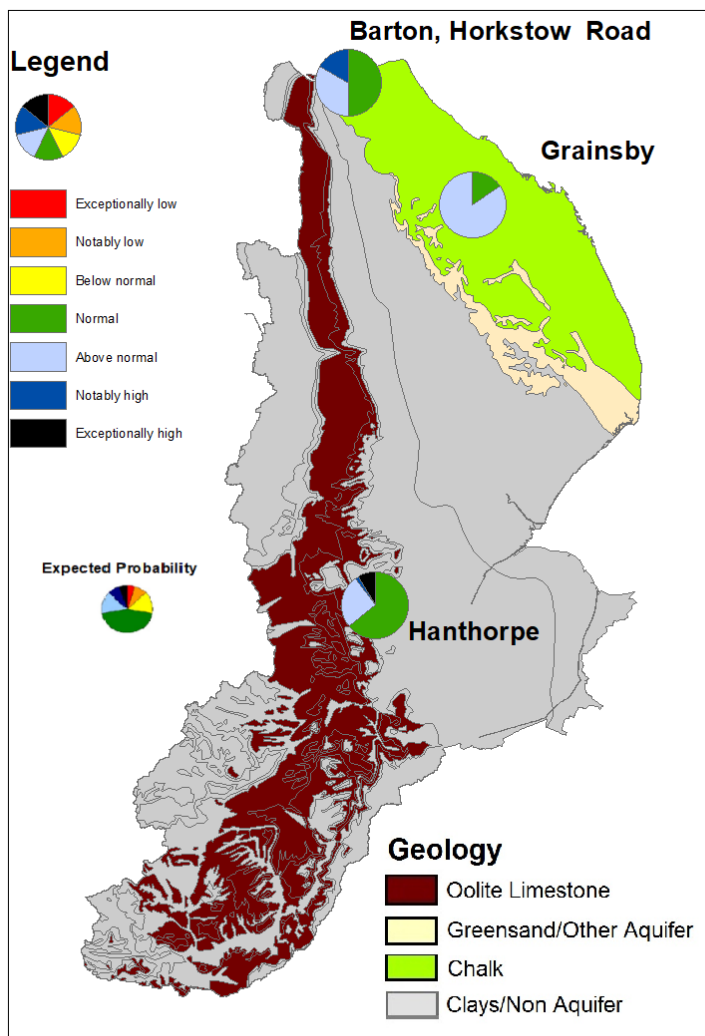 Barton, Horkstow Road
Legend
Grainsby
Exceptionally low
Notably low
Below normal
Normal
Above normal
Notably high
Exceptionally high
Expected Probability
Hanthorpe
Geology
Oolite Limestone
Greensand/Other Aquifer
Chalk
Clays/Non Aquifer